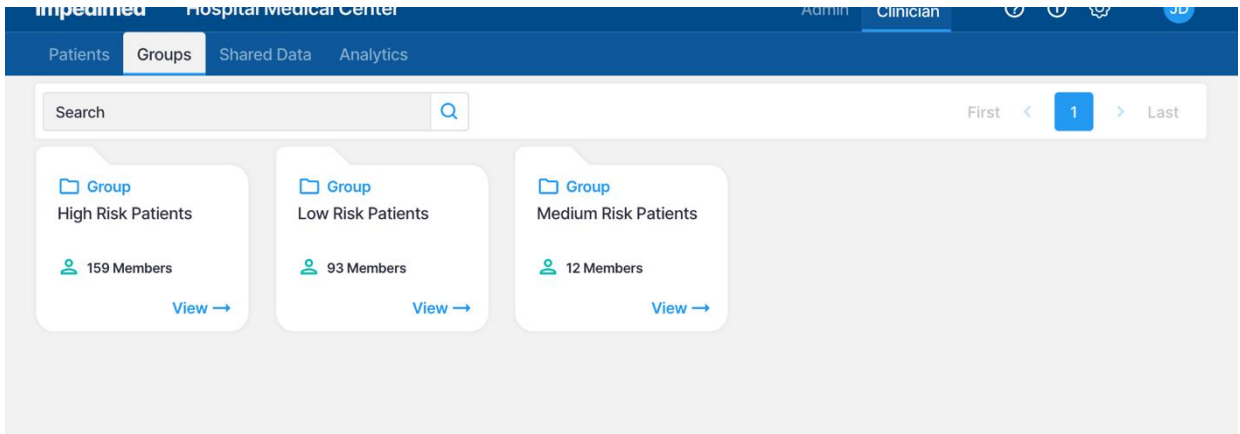 Impedimed Hospital Medical Center Admin Clinician JD
Patients Groups Shared Data Analytics
Search First < 1 > Last
Group Group Group
High Risk Patients Low Risk Patients Medium Risk Patients
159 Members 93 Members 12 Members
View → View → View →